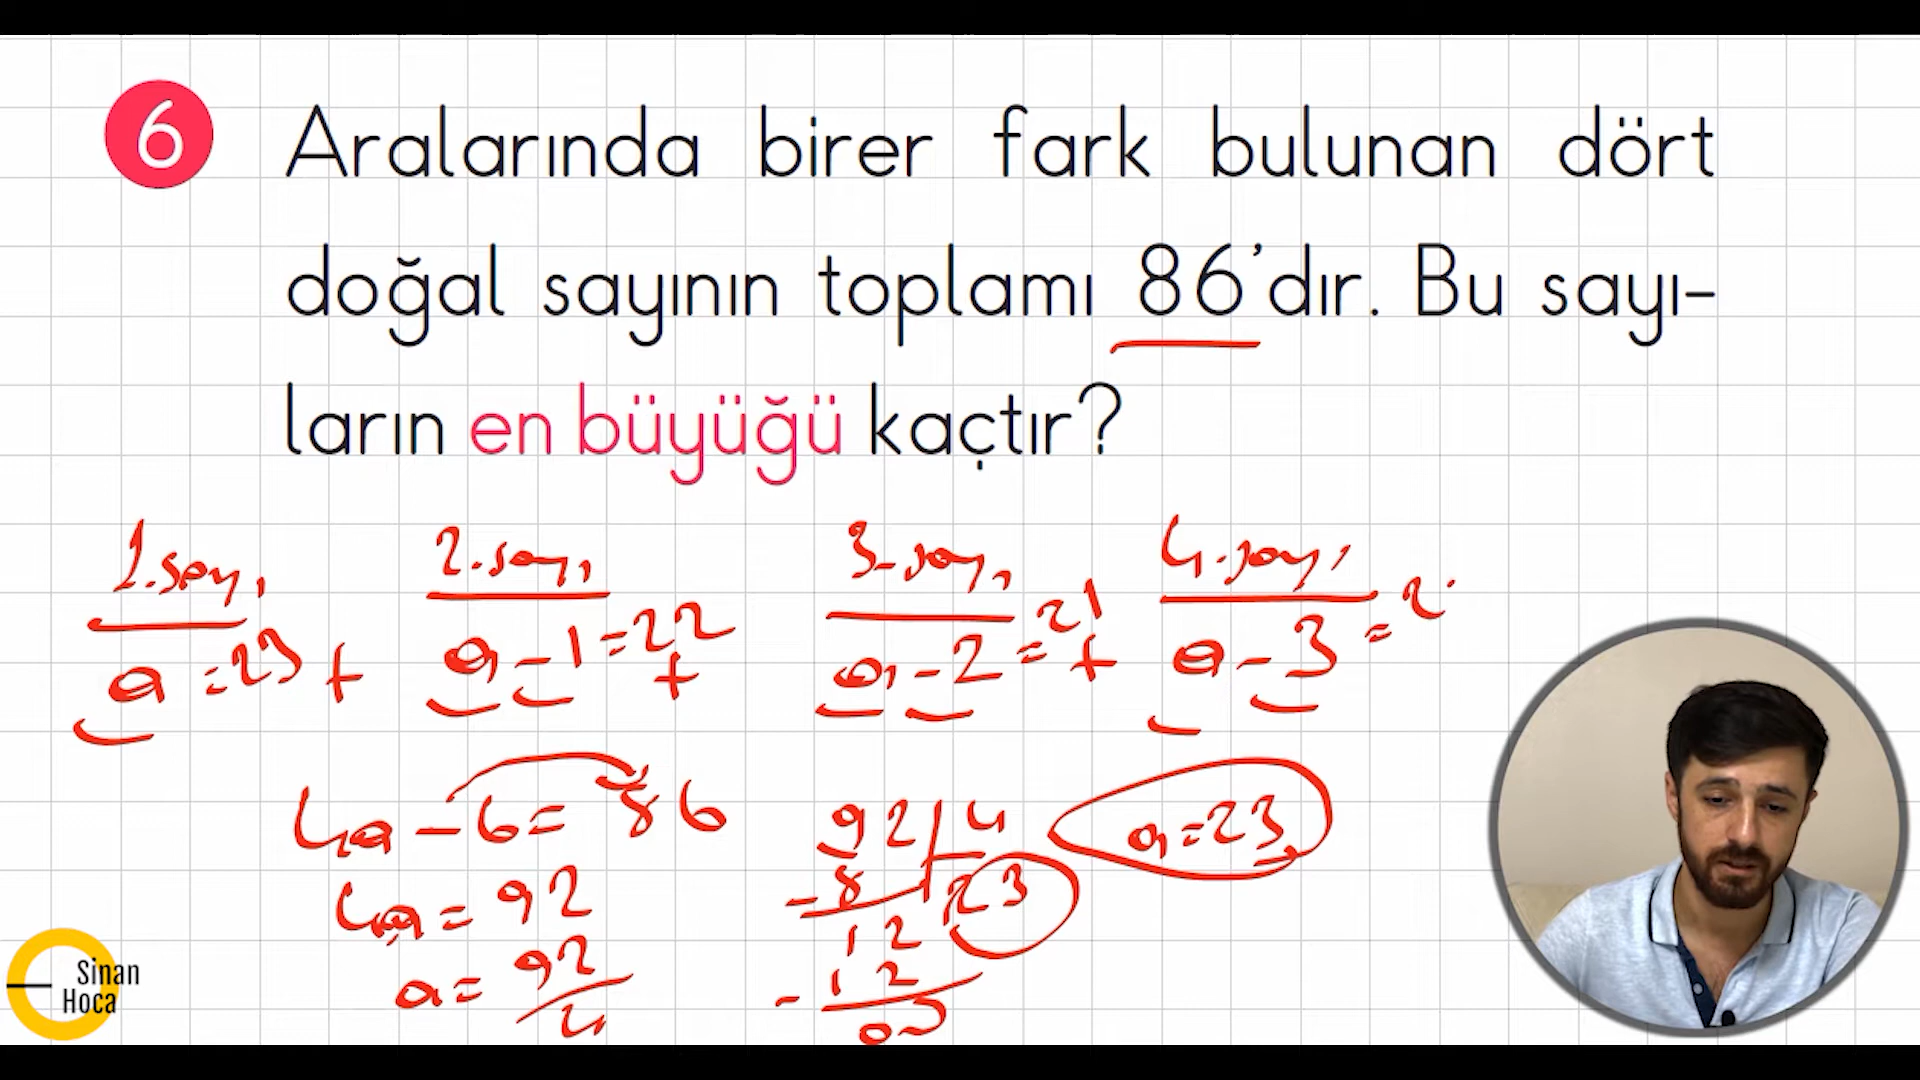 6
Aralarında birer fark bulunan dört
doğal sayının toplamı 86'dır. Bu sayı-
ların en büyüğü kaçtır?
1.sayı 2.sayı 3.sayı 4.sayı
a =23 + a-1 =22 + a-2 =21 + a-3 = 2
4a-6=86
4a=92
a=92/4
92 4
-8 23
12
-12
0
a=23
Sinan
Hoca